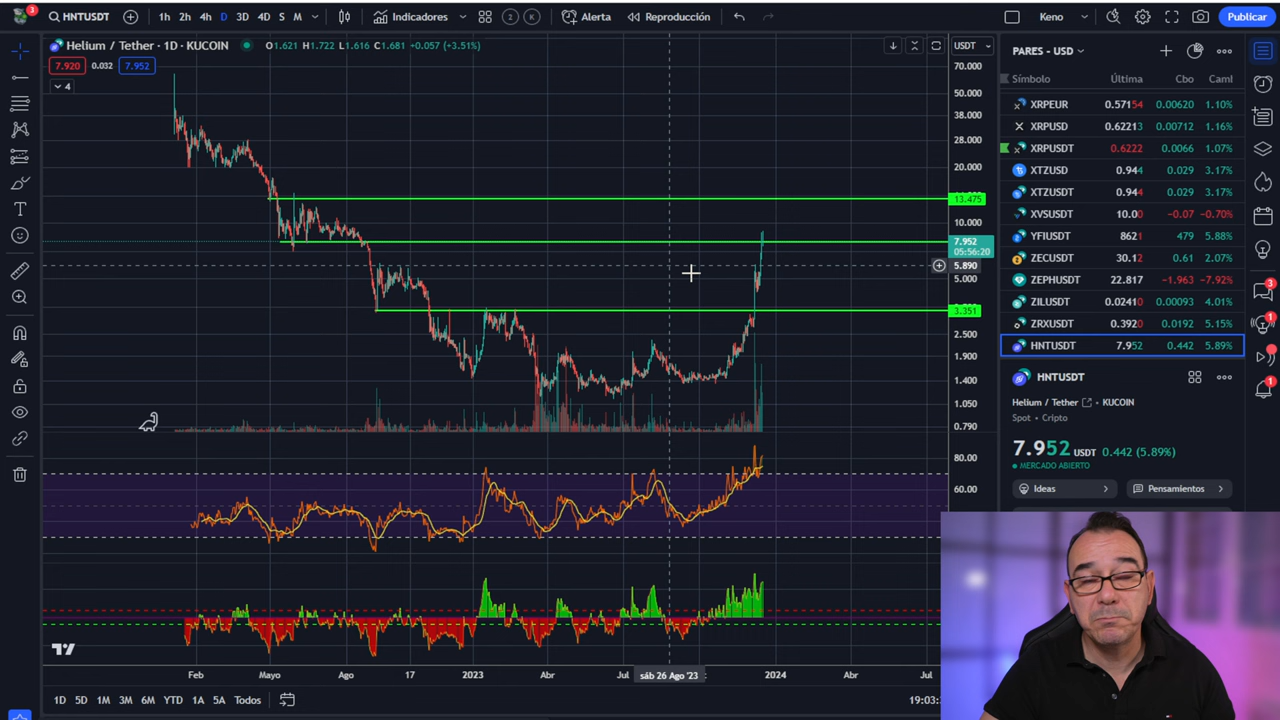 3
HNTUSDT
1h 2h 4h D 3D 4D S M
Indicadores
2 K
Alerta
Reproducción
Keno
Publicar
Helium / Tether · 1D · KUCOIN
O1.621 H1.722 L1.616 C1.681 +0.057 (+3.51%)
7.920 0.032 7.952
4
USDT
70.000
50.000
38.000
28.000
20.000
13.475
10.000
7.952
05:56:20
5.890
5.000
3.351
2.500
1.900
1.400
1.050
0.790
80.00
60.00
Feb Mayo Ago 17 2023 Abr Jul sáb 26 Ago '23 2024 Abr Jul
1D 5D 1M 3M 6M YTD 1A 5A Todos
19:03:
PARES - USD
Símbolo Última Cbo Caml
XRPEUR 0.57154 0.00620 1.10%
XRPUSD 0.62213 0.00712 1.16%
XRPUSDT 0.6222 0.0066 1.07%
XTZUSD 0.944 0.029 3.17%
XTZUSDT 0.944 0.029 3.17%
XVSUSDT 10.00 -0.07 -0.70%
YFIUSDT 8621 479 5.88%
ZECUSDT 30.12 0.61 2.07%
ZEPHUSDT 22.817 -1.963 -7.92%
ZILUSDT 0.02410 0.00093 4.01%
ZRXUSDT 0.3920 0.0192 5.15%
HNTUSDT 7.952 0.442 5.89%
HNTUSDT
Helium / Tether · KUCOIN
Spot · Cripto
7.952 USDT 0.442 (5.89%)
MERCADO ABIERTO
Ideas
Pensamientos
3
1
1